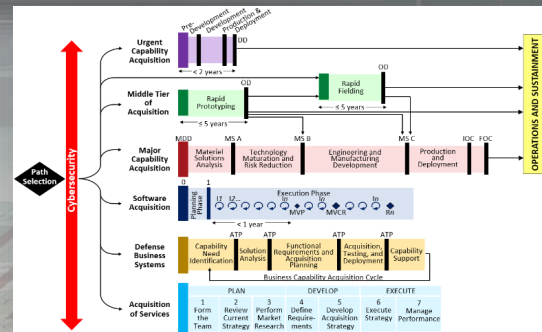 Pre-
Development
Development
Production &
Deployment
Urgent
Capability
Acquisition
DD
< 2 years
Middle Tier
of
Acquisition
Rapid
Prototyping
OD
≤ 5 years
Rapid
Fielding
OD
≤ 5 years
Major
Capability
Acquisition
MDD
MS A
MS B
MS C
IOC
FOC
Materiel
Solutions
Analysis
Technology
Maturation and
Risk Reduction
Engineering and
Manufacturing
Development
Production
and
Deployment
Path
Selection
Cybersecurity
OPERATIONS AND SUSTAINMENT
Software
Acquisition
0
1
Planning
Phase
Execution Phase
I1
I2...
In
In
In
MVP
MVCR
Rn
< 1 year
Defense
Business
Systems
ATP
ATP
ATP
ATP
Capability
Need
Identification
Solution
Analysis
Functional
Requirements and
Acquisition
Planning
Acquisition,
Testing, and
Deployment
Capability
Support
Business Capability Acquisition Cycle
Acquisition
of Services
PLAN
DEVELOP
EXECUTE
1
Form
the
Team
2
Review
Current
Strategy
3
Perform
Market
Research
4
Define
Require-
ments
5
Develop
Acquisition
Strategy
6
Execute
Strategy
7
Manage
Performance